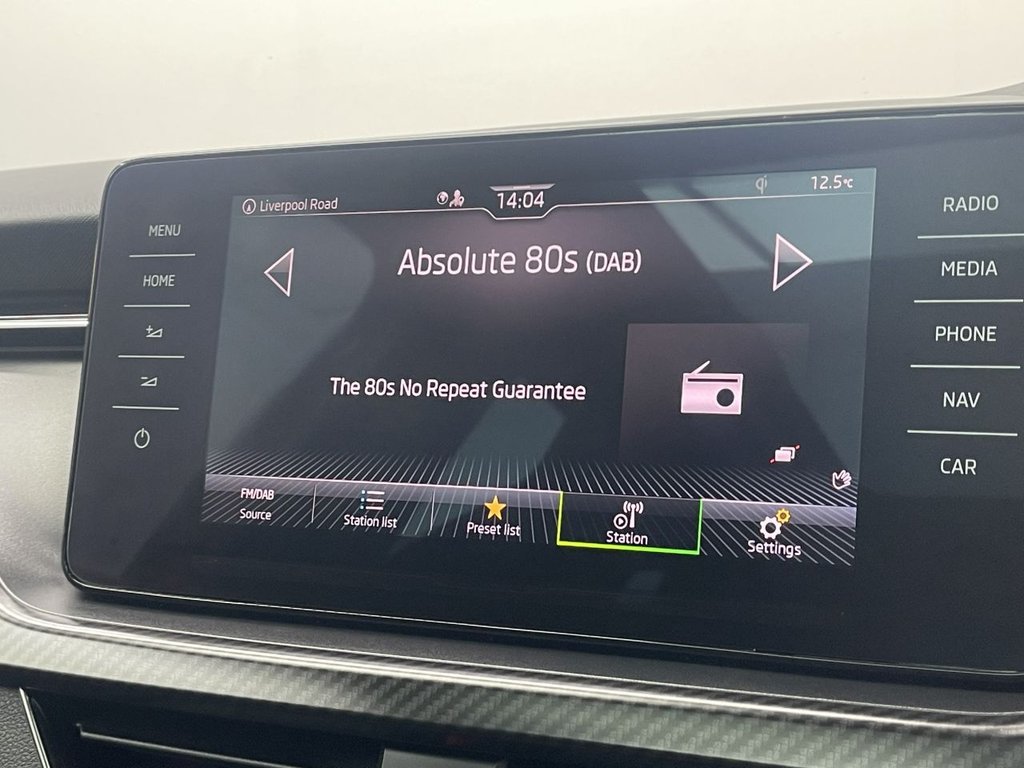 MENU
HOME
Liverpool Road
14:04
qi
12.5°C
Absolute 80s (DAB)
The 80s No Repeat Guarantee
FM/DAB
Source
Station list
Preset list
Station
Settings
RADIO
MEDIA
PHONE
NAV
CAR